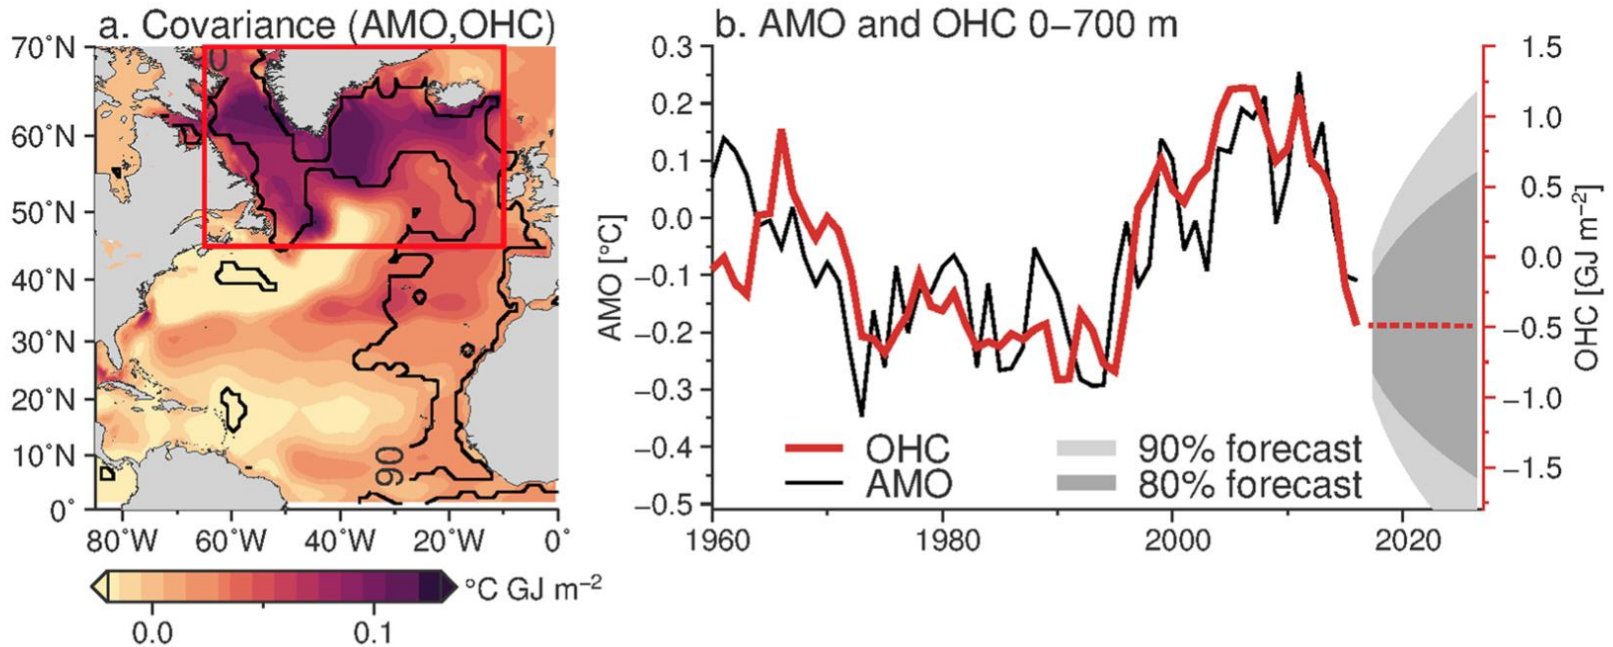 a. Covariance (AMO,OHC)
70°N
60°N
50°N
40°N
30°N
20°N
10°N
0°
90
80°W 60°W 40°W 20°W 0°
°C GJ m⁻²
0.0 0.1
b. AMO and OHC 0–700 m
AMO [°C]
0.3
0.2
0.1
0.0
−0.1
−0.2
−0.3
−0.4
−0.5
OHC
AMO
90% forecast
80% forecast
1960 1980 2000 2020
1.5
1.0
0.5
0.0
−0.5
−1.0
−1.5
OHC [GJ m⁻²]